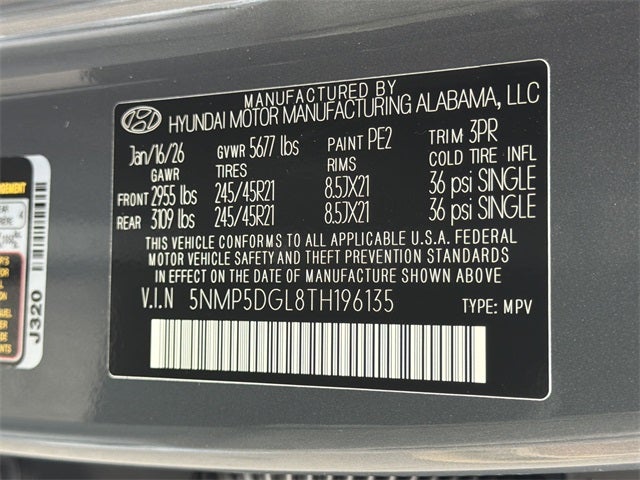 MANUFACTURED BY
HYUNDAI MOTOR MANUFACTURING ALABAMA, LLC
Jan/16/26 GVWR 5677 lbs PAINT PE2 TRIM 3PR
GAWR TIRES RIMS COLD TIRE INFL
FRONT 2955 lbs 245/45R21 8.5JX21 36 psi SINGLE
REAR 3109 lbs 245/45R21 8.5JX21 36 psi SINGLE
THIS VEHICLE CONFORMS TO ALL APPLICABLE U.S.A. FEDERAL
MOTOR VEHICLE SAFETY AND THEFT PREVENTION STANDARDS
IN EFFECT ON THE DATE OF MANUFACTURE SHOWN ABOVE.
V.I.N 5NMP5DGL8TH196135 TYPE: MPV
J320